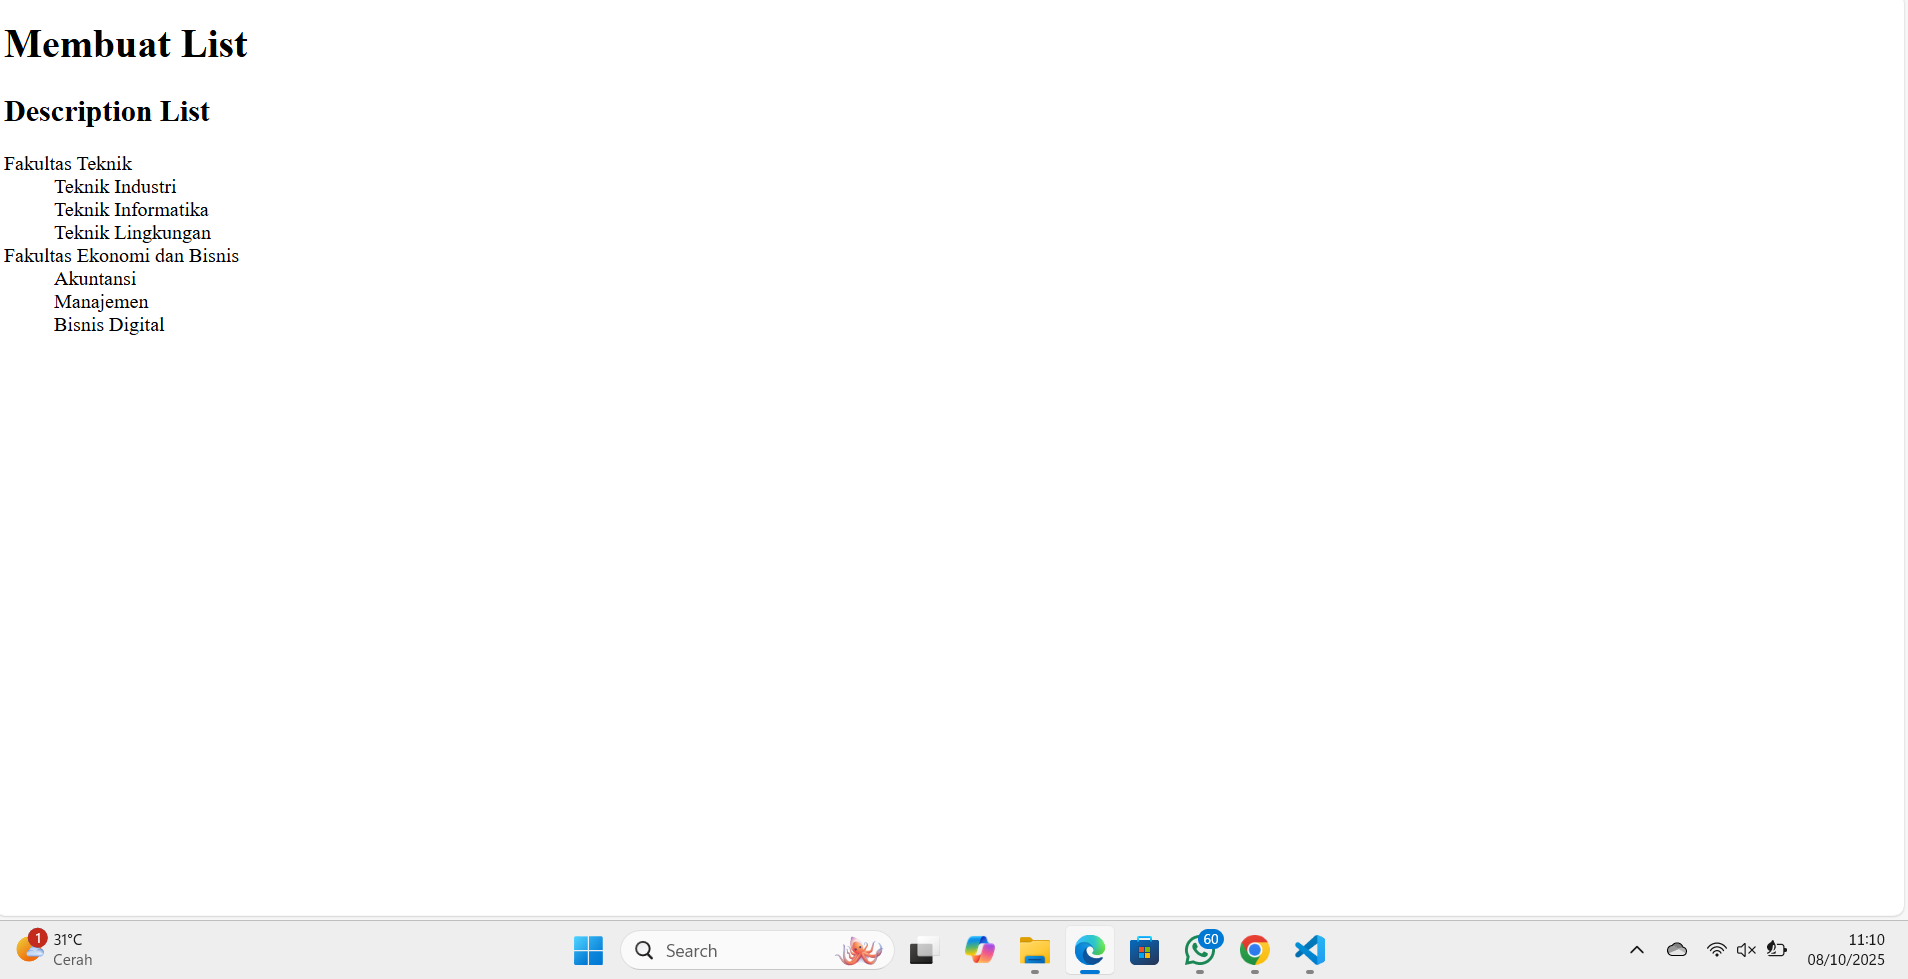 Membuat List
Description List
Fakultas Teknik
Teknik Industri
Teknik Informatika
Teknik Lingkungan
Fakultas Ekonomi dan Bisnis
Akuntansi
Manajemen
Bisnis Digital
1
31°C
Cerah
Search
60
11:10
08/10/2025